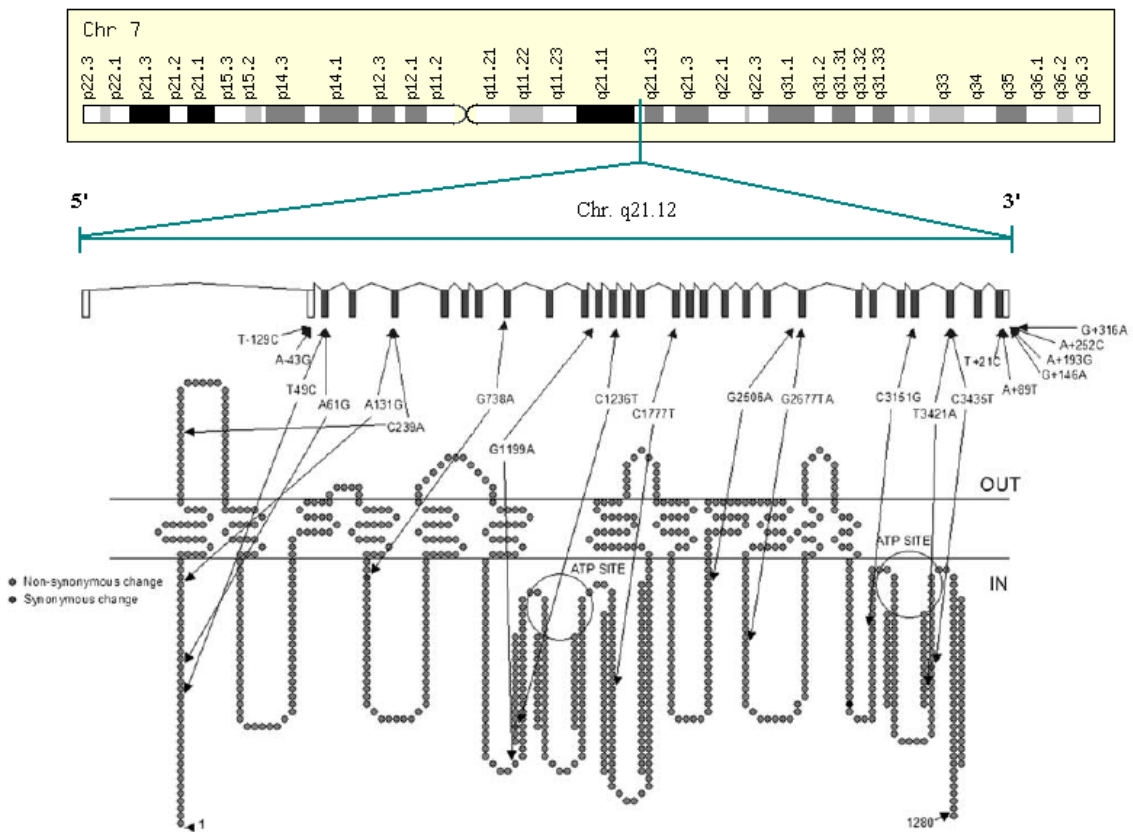 Chr 7
p22.3
p22.1
p21.3
p21.2
p21.1
p15.3
p15.2
p14.3
p14.1
p12.3
p12.1
p11.2
q11.21
q11.22
q11.23
q21.11
q21.13
q21.3
q22.1
q22.3
q31.1
q31.2
q31.31
q31.32
q31.33
q33
q34
q35
q36.1
q36.2
q36.3
5'
3'
Chr. q21.12
T-129C
A-43G
T49C
A61G
A131G
C239A
G738A
G1199A
C1236T
C1777T
G2506A
G2677TA
C3151G
T3421A
C3435T
T+21C
A+89T
G+146A
A+193G
A+252C
G+316A
OUT
ATP SITE
ATP SITE
IN
Non-synonymous change
Synonymous change
1
1280